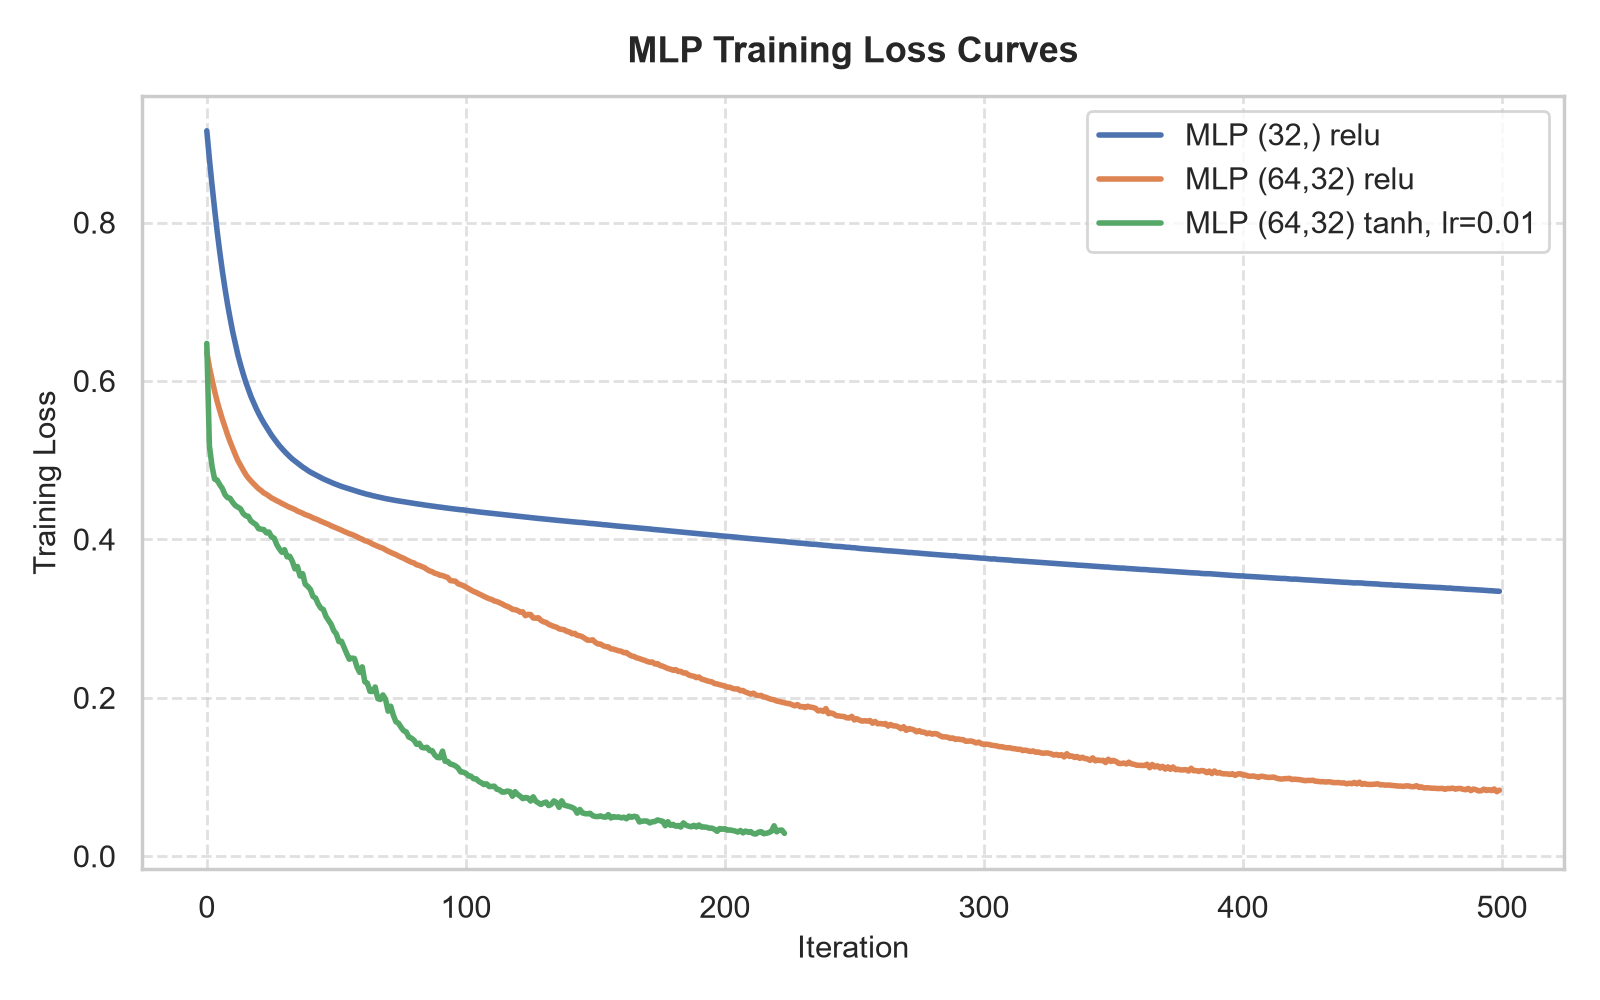 MLP Training Loss Curves
MLP (32,) relu
MLP (64,32) relu
MLP (64,32) tanh, lr=0.01
Training Loss
0.8
0.6
0.4
0.2
0.0
0 100 200 300 400 500
Iteration